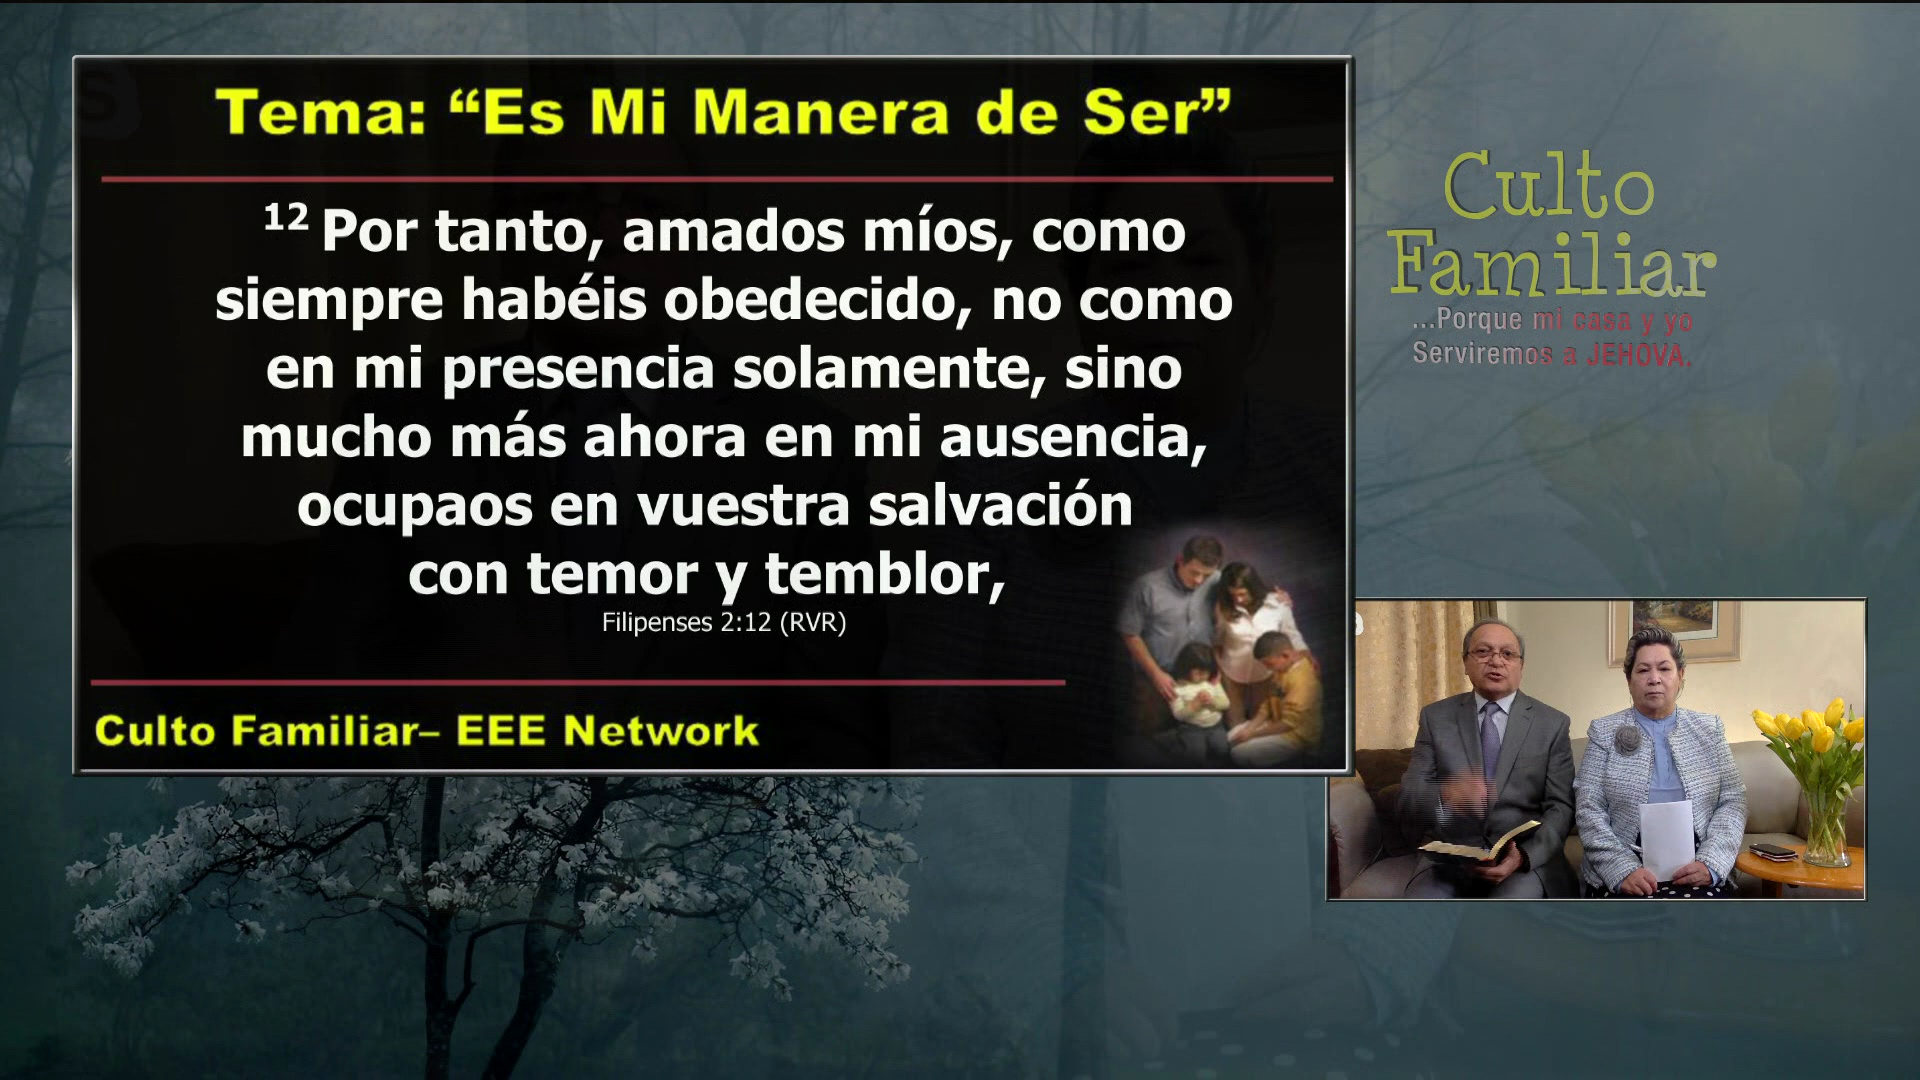 Tema: “Es Mi Manera de Ser”
12 Por tanto, amados míos, como
siempre habéis obedecido, no como
en mi presencia solamente, sino
mucho más ahora en mi ausencia,
ocupaos en vuestra salvación
con temor y temblor,
Filipenses 2:12 (RVR)
Culto Familiar– EEE Network
Culto
Familiar
...Porque mi casa y yo
Serviremos a JEHOVA.